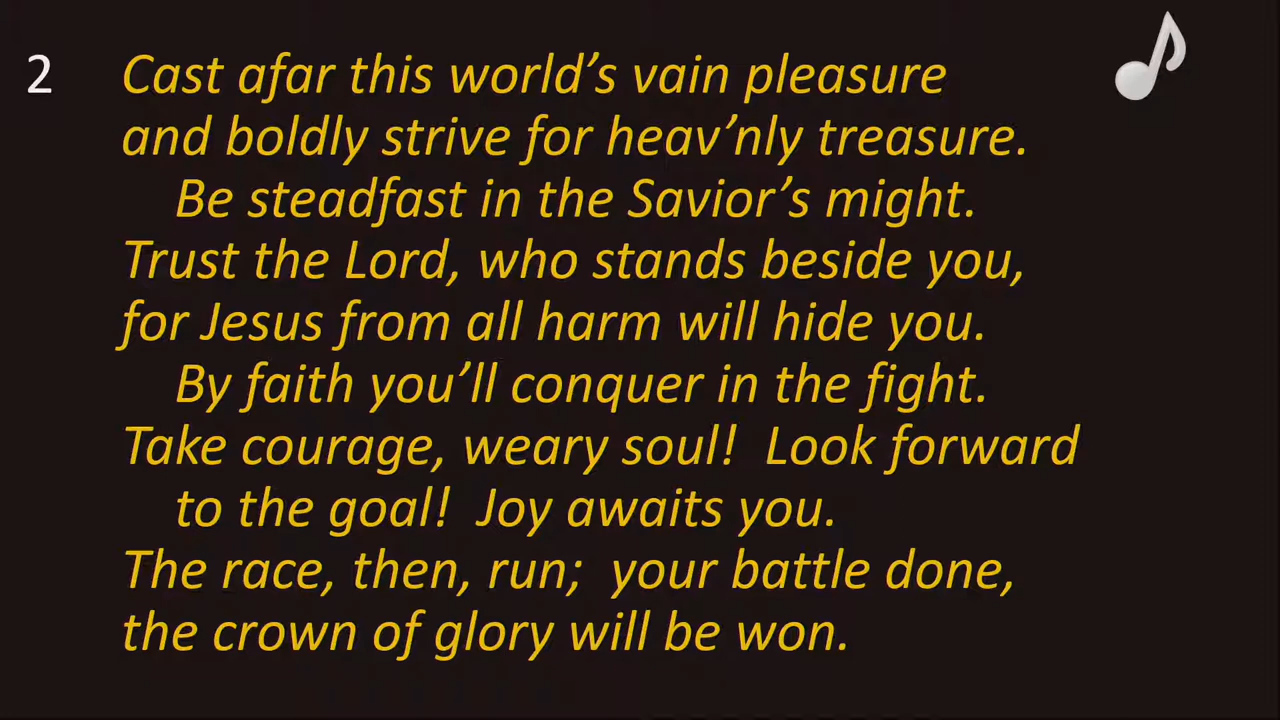 2 Cast afar this world’s vain pleasure
and boldly strive for heav’nly treasure.
Be steadfast in the Savior’s might.
Trust the Lord, who stands beside you,
for Jesus from all harm will hide you.
By faith you’ll conquer in the fight.
Take courage, weary soul! Look forward
to the goal! Joy awaits you.
The race, then, run; your battle done,
the crown of glory will be won.